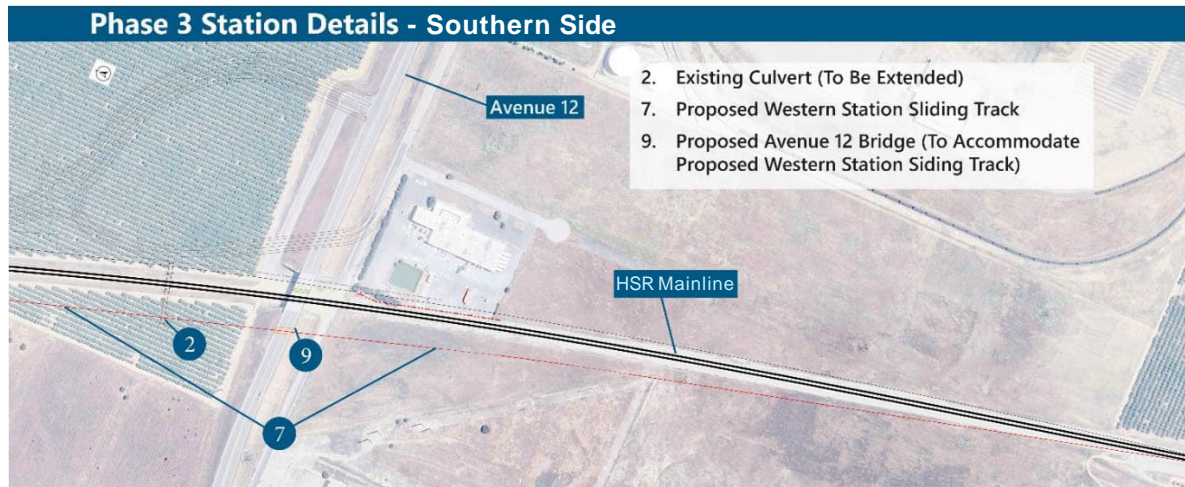 Phase 3 Station Details - Southern Side
2. Existing Culvert (To Be Extended)
7. Proposed Western Station Sliding Track
9. Proposed Avenue 12 Bridge (To Accommodate
Proposed Western Station Siding Track)
Avenue 12
HSR Mainline
2
9
7